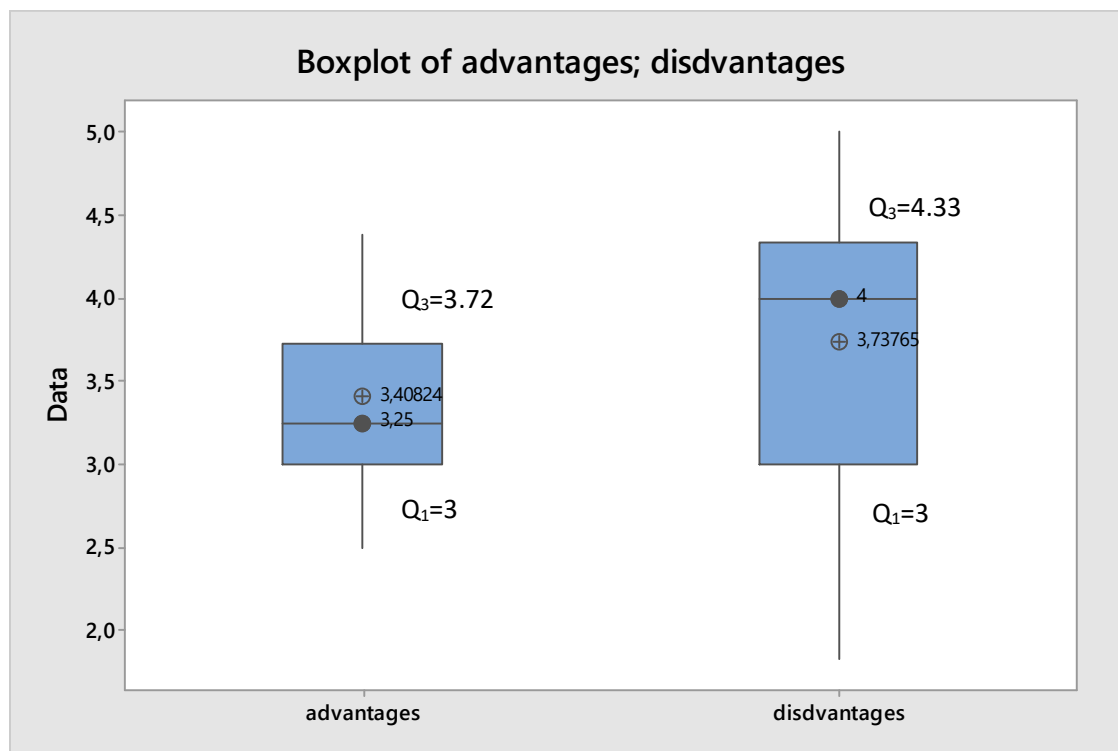 Boxplot of advantages; disdvantages
5,0
4,5
4,0
3,5
3,0
2,5
2,0
Data
Q₃=3.72
3,40824
3,25
Q₁=3
Q₃=4.33
4
3,73765
Q₁=3
advantages
disdvantages